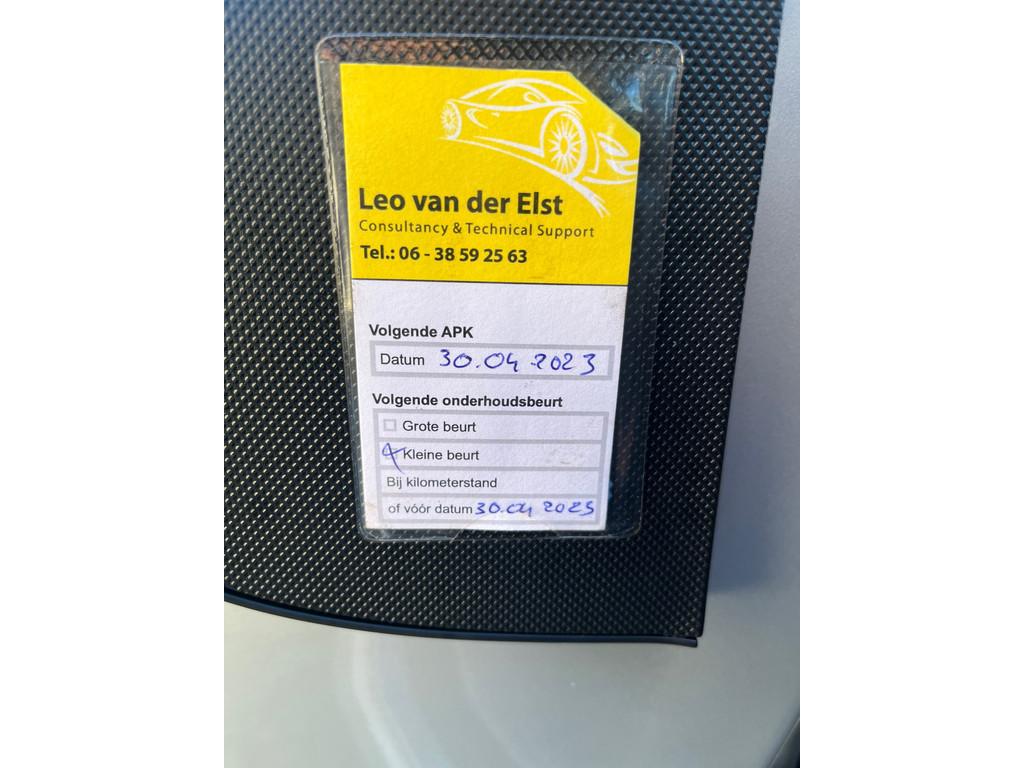 Leo van der Elst
Consultancy & Technical Support
Tel.: 06 - 38 59 25 63
Volgende APK
Datum 30.04.2023
Volgende onderhoudsbeurt
Grote beurt
Kleine beurt
Bij kilometerstand
of vóór datum 30.04 2023